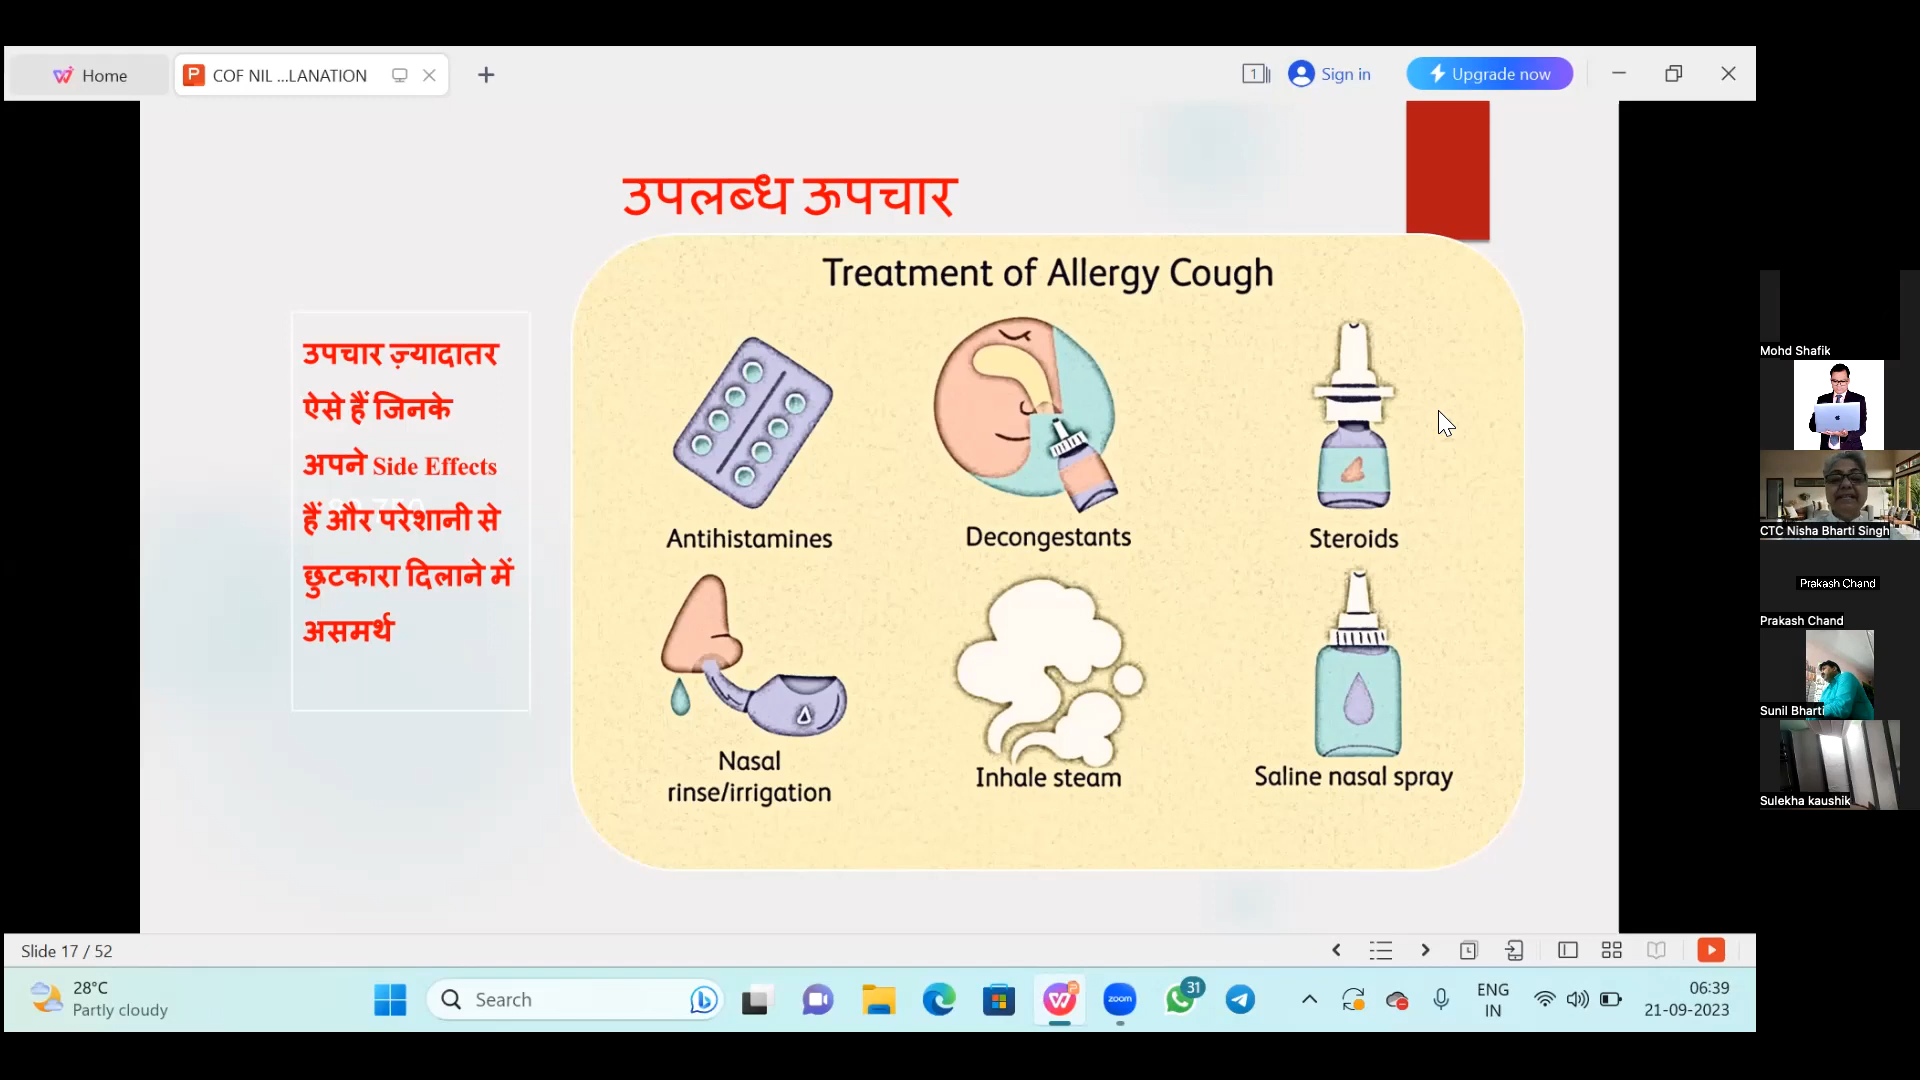 Home
COF NIL ...LANATION
1
Sign in
Upgrade now
उपलब्ध ऊपचार
उपचार ज़्यादातर
ऐसे हैं जिनके
अपने Side Effects
हैं और परेशानी से
छुटकारा दिलाने में
असमर्थ
Treatment of Allergy Cough
Antihistamines
Decongestants
Steroids
Nasal
rinse/irrigation
Inhale steam
Saline nasal spray
Mohd Shafik
CTC Nisha Bharti Singh
Prakash Chand
Prakash Chand
Sunil Bharti
Sulekha kaushik
Slide 17 / 52
28°C
Partly cloudy
Search
zoom
31
ENG
IN
06:39
21-09-2023